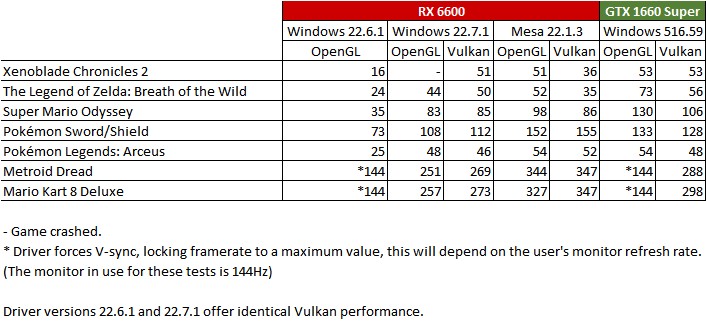 RX 6600 GTX 1660 Super
Windows 22.6.1 Windows 22.7.1 Mesa 22.1.3 Windows 516.59
OpenGL OpenGL Vulkan OpenGL Vulkan OpenGL Vulkan
Xenoblade Chronicles 2 16 - 51 51 36 53 53
The Legend of Zelda: Breath of the Wild 24 44 50 52 35 73 56
Super Mario Odyssey 35 83 85 98 86 130 106
Pokémon Sword/Shield 73 108 112 152 155 133 128
Pokémon Legends: Arceus 25 48 46 54 52 54 48
Metroid Dread *144 251 269 344 347 *144 288
Mario Kart 8 Deluxe *144 257 273 327 347 *144 298
- Game crashed.
* Driver forces V-sync, locking framerate to a maximum value, this will depend on the user's monitor refresh rate.
(The monitor in use for these tests is 144Hz)
Driver versions 22.6.1 and 22.7.1 offer identical Vulkan performance.